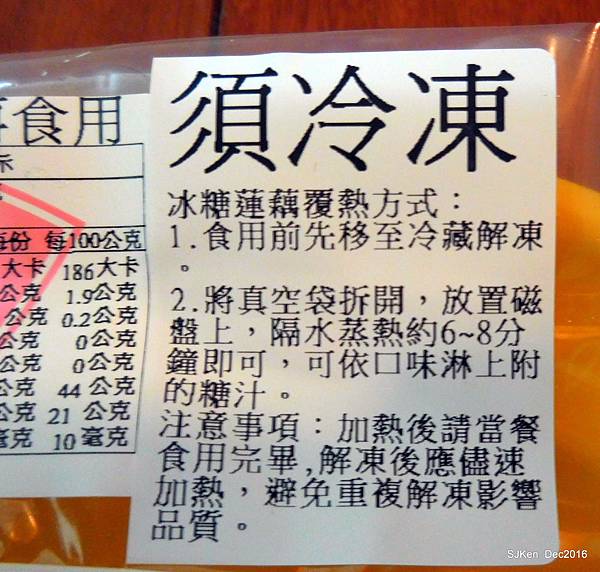 食用
示
須冷凍
冰糖蓮藕覆熱方式：
1.食用前先移至冷藏解凍
。
2.將真空袋拆開，放置磁
盤上，隔水蒸熱約6~8分
鐘即可，可依口味淋上附
的糖汁。
注意事項：加熱後請當餐
食用完畢,解凍後應儘速
加熱，避免重複解凍影響
品質。
每份 每100公克
大卡 186大卡
公克 1.9公克
公克 0.2公克
公克 0公克
公克 0公克
公克 44 公克
公克 21 公克
毫克 10 毫克
SJKen Dec2016